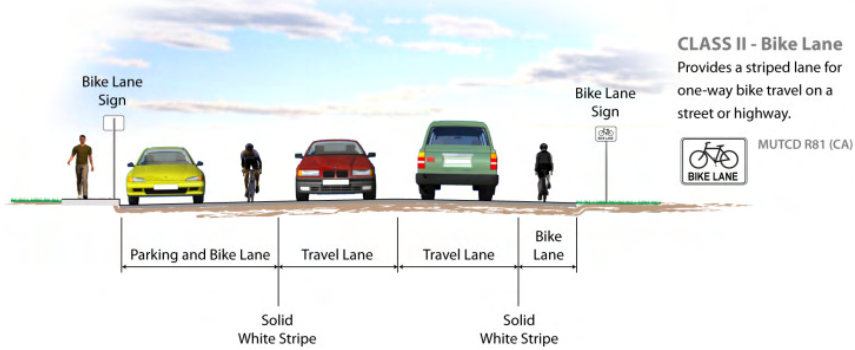 CLASS II - Bike Lane
Provides a striped lane for
one-way bike travel on a
street or highway.
MUTCD R81 (CA)
BIKE LANE
Bike Lane
Sign
Bike Lane
Sign
BIKE LANE
Parking and Bike Lane
Travel Lane
Travel Lane
Bike
Lane
Solid
White Stripe
Solid
White Stripe